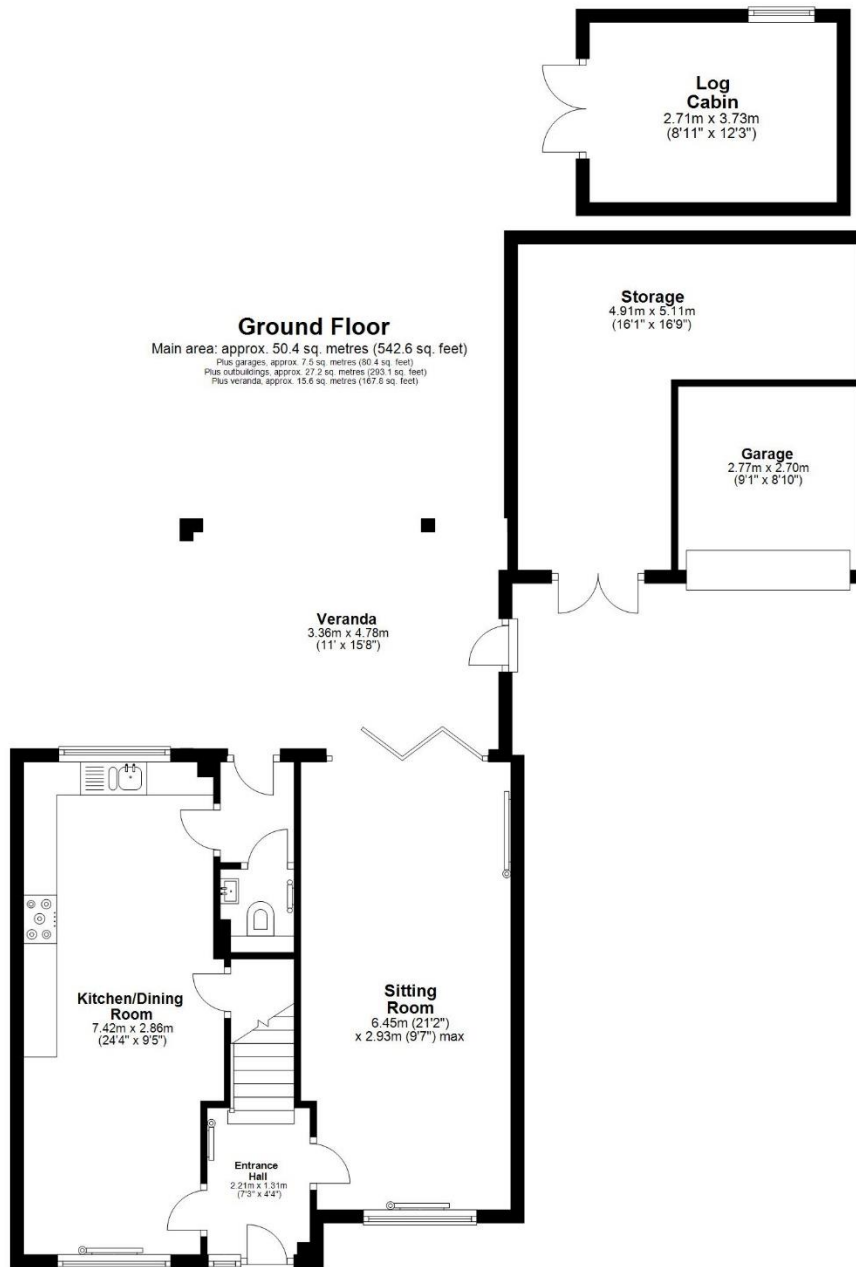 Log
Cabin
2.71m x 3.73m
(8'11" x 12'3")
Storage
4.91m x 5.11m
(16'1" x 16'9")
Ground Floor
Main area: approx. 50.4 sq. metres (542.6 sq. feet)
Plus garages, approx. 7.5 sq. metres (80.4 sq. feet)
Plus outbuildings, approx. 27.2 sq. metres (293.1 sq. feet)
Plus veranda, approx. 15.6 sq. metres (167.8 sq. feet)
Garage
2.77m x 2.70m
(9'1" x 8'10")
Veranda
3.36m x 4.78m
(11' x 15'8")
Kitchen/Dining
Room
7.42m x 2.86m
(24'4" x 9'5")
Sitting
Room
6.45m (21'2")
x 2.93m (9'7") max
Entrance
Hall
2.21m x 1.31m
(7'3" x 4'4")